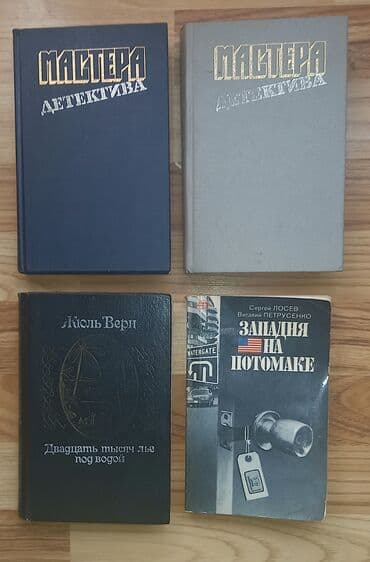 МАСТЕРА
ДЕТЕКТИВА
МАСТЕРА
ДЕТЕКТИВА
Жюль Верн
Двадцать тысяч лье
под водой
Сергей ЛОСЕВ
Виталий ПЕТРУСЕНКО
ЗАПАДНЯ
НА
ПОТОМАКЕ
WATERGATE